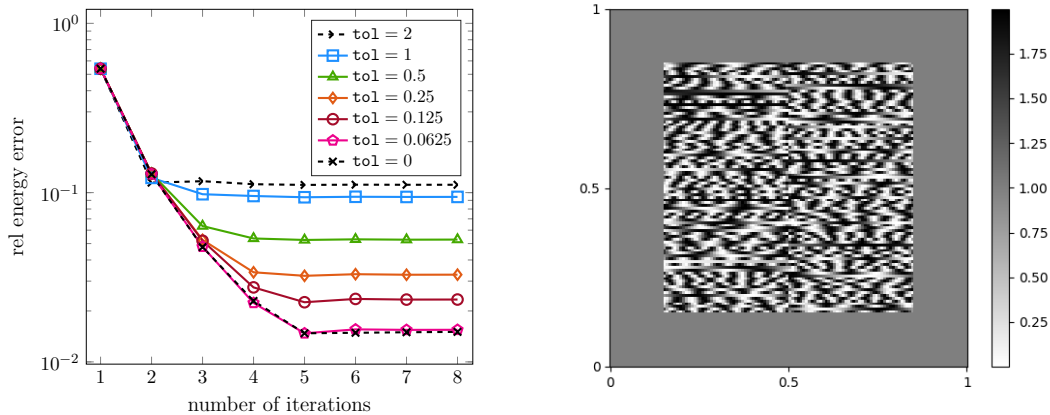 rel energy error
10^0
10^{-1}
10^{-2}
1 2 3 4 5 6 7 8
number of iterations
tol = 2
tol = 1
tol = 0.5
tol = 0.25
tol = 0.125
tol = 0.0625
tol = 0
1
0.5
0
0 0.5 1
1.75
1.50
1.25
1.00
0.75
0.50
0.25